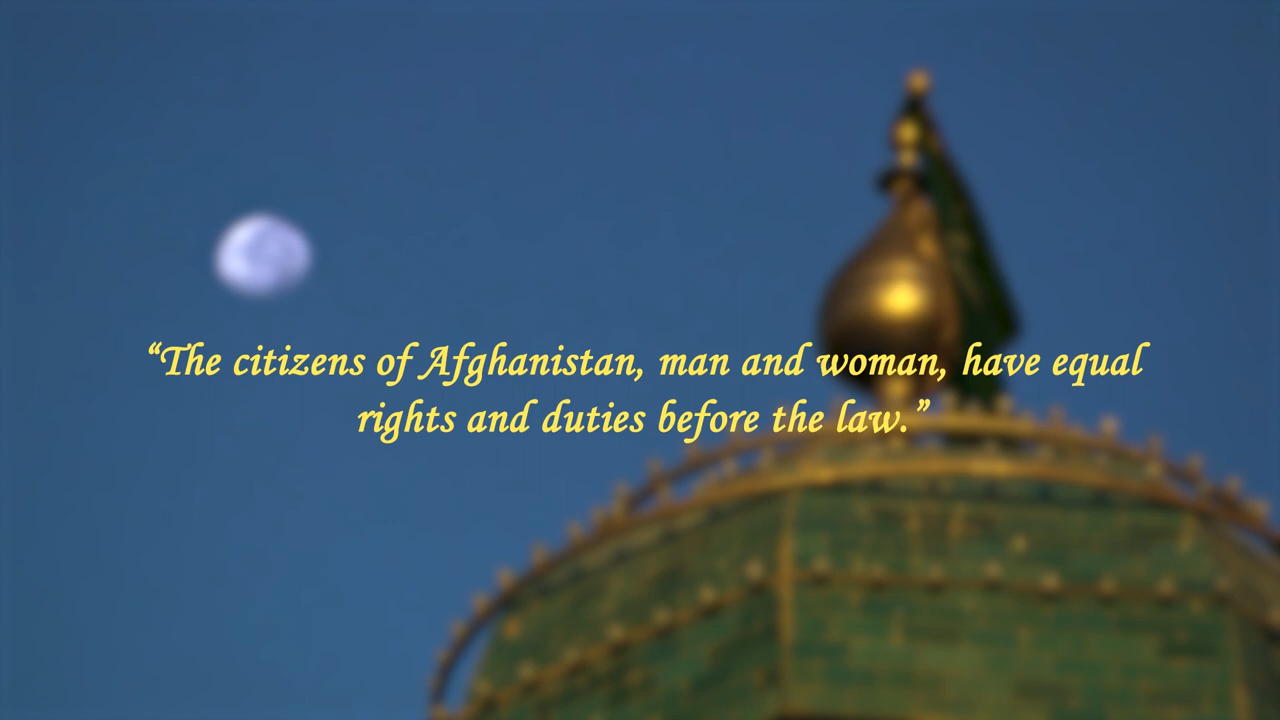 “The citizens of Afghanistan, man and woman, have equal
rights and duties before the law.”